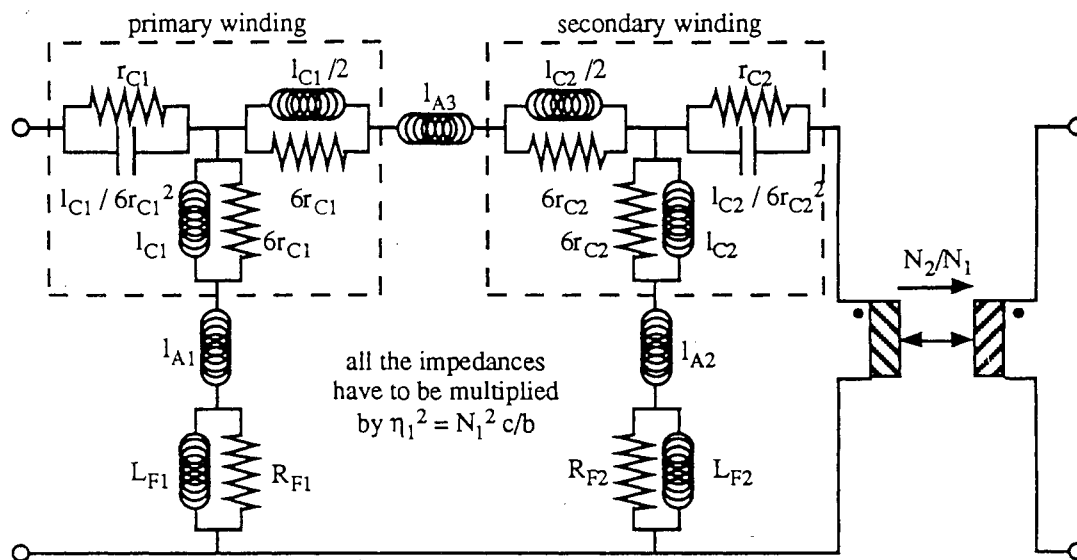 primary winding
secondary winding
rC1
lC1 /2
lA3
lC2 /2
rC2
lC1 / 6rC1²
6rC1
6rC2
lC2 / 6rC2²
lC1
6rC1
6rC2
lC2
N2/N1
lA1
all the impedances
have to be multiplied
by η1² = N1² c/b
lA2
LF1
RF1
RF2
LF2